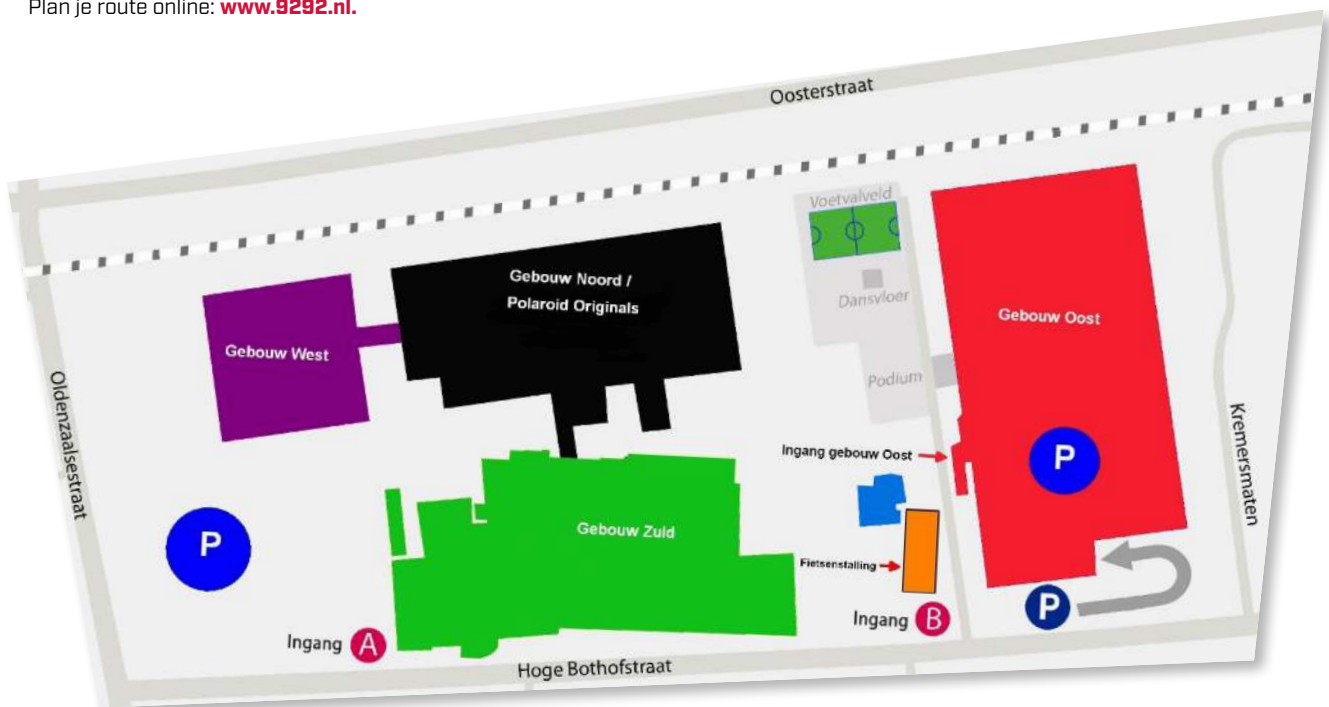 Plan je route online: www.9292.nl.
Oosterstraat
Voetvalveld
Gebouw Noord /
Polaroid Originals
Dansvloer
Gebouw Oost
Gebouw West
Podium
Oldenzaalsestraat
Kremersmaten
Ingang gebouw Oost
P
Gebouw Zuid
P
Fietsenstalling
P
Ingang B
Ingang A
Hoge Bothofstraat